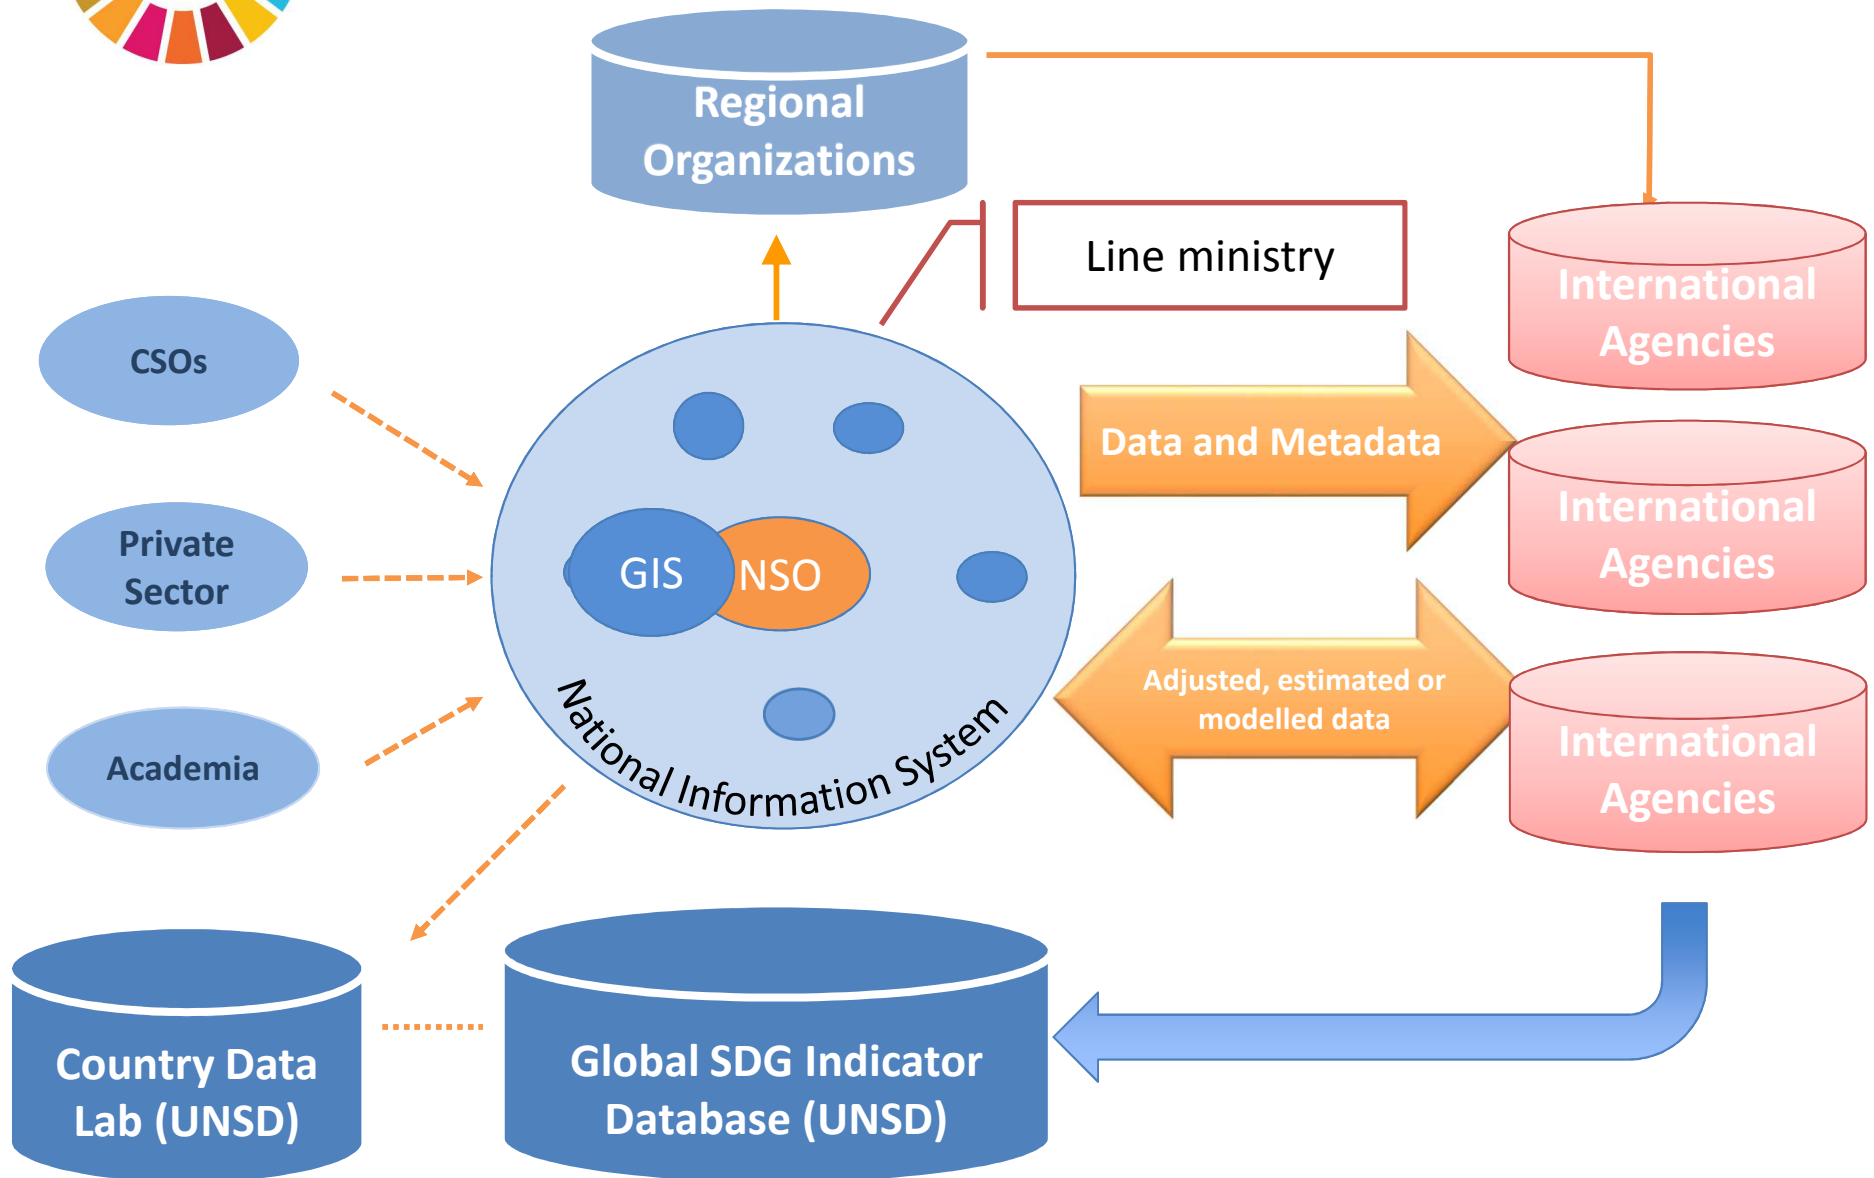 Regional
Organizations
Line ministry
International
Agencies
CSOs
Data and Metadata
International
Agencies
Private
Sector
GIS
NSO
Adjusted, estimated or
modelled data
International
Agencies
Academia
National Information System
Country Data
Lab (UNSD)
Global SDG Indicator
Database (UNSD)